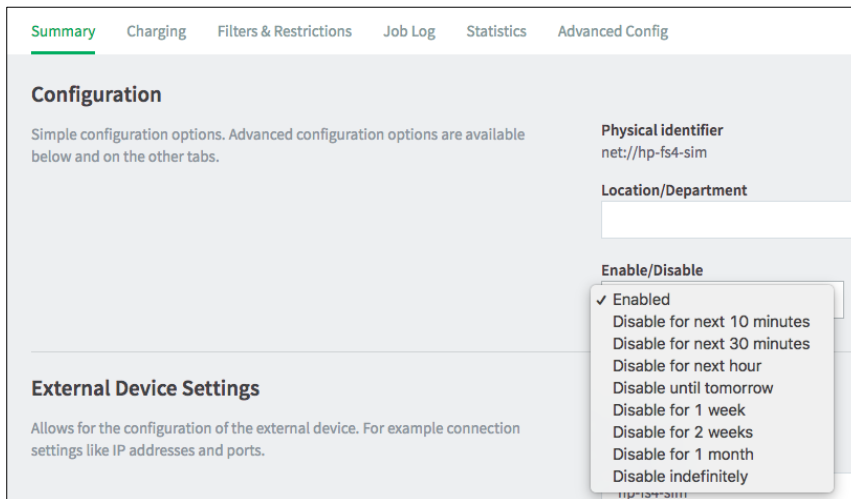 Summary Charging Filters & Restrictions Job Log Statistics Advanced Config
Configuration
Simple configuration options. Advanced configuration options are available
below and on the other tabs.
Physical identifier
net://hp-fs4-sim
Location/Department
Enable/Disable
✓ Enabled
Disable for next 10 minutes
Disable for next 30 minutes
Disable for next hour
Disable until tomorrow
Disable for 1 week
Disable for 2 weeks
Disable for 1 month
Disable indefinitely
External Device Settings
Allows for the configuration of the external device. For example connection
settings like IP addresses and ports.
hp-fs4-sim